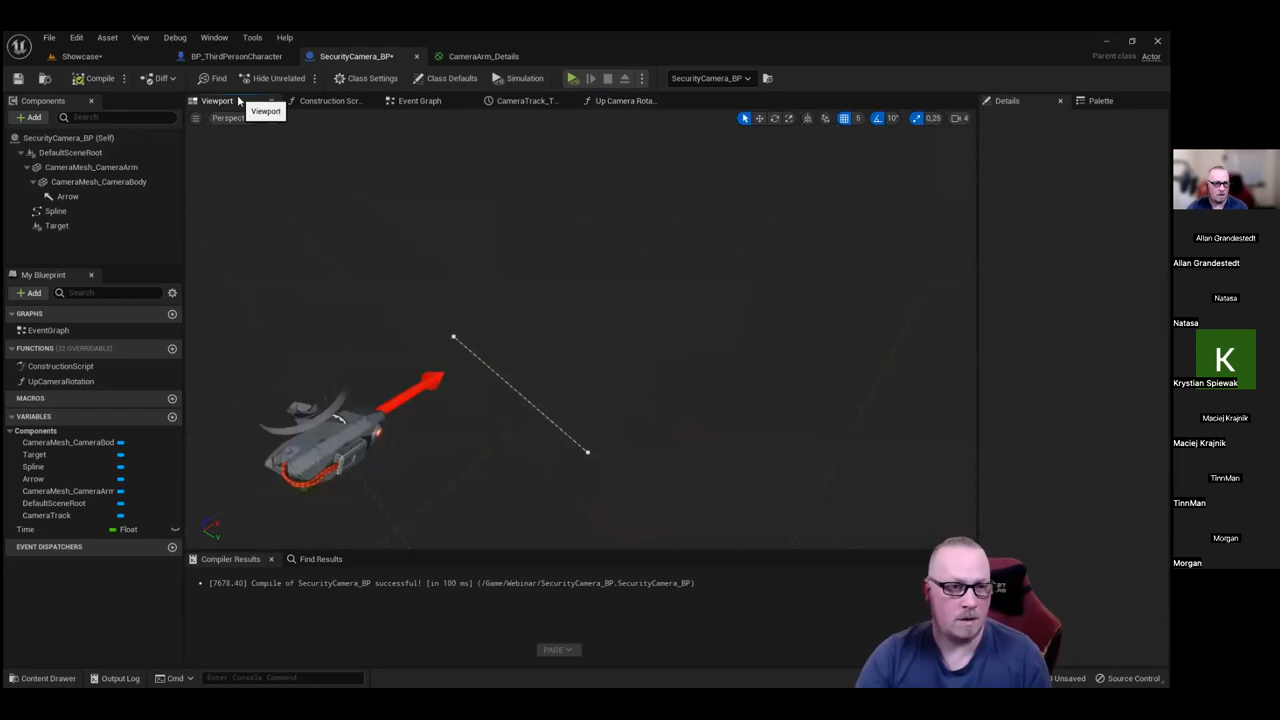 File Edit Asset View Debug Window Tools Help
Showcase*
BP_ThirdPersonCharacter
SecurityCamera_BP*
CameraArm_Details
Parent class: Actor
Compile
Diff
Find
Hide Unrelated
Class Settings
Class Defaults
Simulation
SecurityCamera_BP
Components
Viewport
Construction Scr...
Event Graph
CameraTrack_T...
Up Camera Rota...
Details
Palette
Add
Search
Viewport
Perspect
5
10°
0,25
4
SecurityCamera_BP (Self)
DefaultSceneRoot
CameraMesh_CameraArm
CameraMesh_CameraBody
Arrow
Spline
Target
My Blueprint
Add
Search
GRAPHS
EventGraph
FUNCTIONS (22 OVERRIDABLE)
ConstructionScript
UpCameraRotation
MACROS
VARIABLES
Components
CameraMesh_CameraBod
Target
Spline
Arrow
CameraMesh_CameraArm
DefaultSceneRoot
CameraTrack
Time Float
EVENT DISPATCHERS
Compiler Results
Find Results
[7678,40] Compile of SecurityCamera_BP successful! [in 100 ms] (/Game/Webinar/SecurityCamera_BP.SecurityCamera_BP)
PAGE
Content Drawer
Output Log
Cmd
Enter Console Command
Unsaved
Source Control
Allan Grandestedt
Allan Grandestedt
Natasa
Natasa
K
Krystian Spiewak
Maciej Krajnik
Maciej Krajnik
TinnMan
TinnMan
Morgan
Morgan